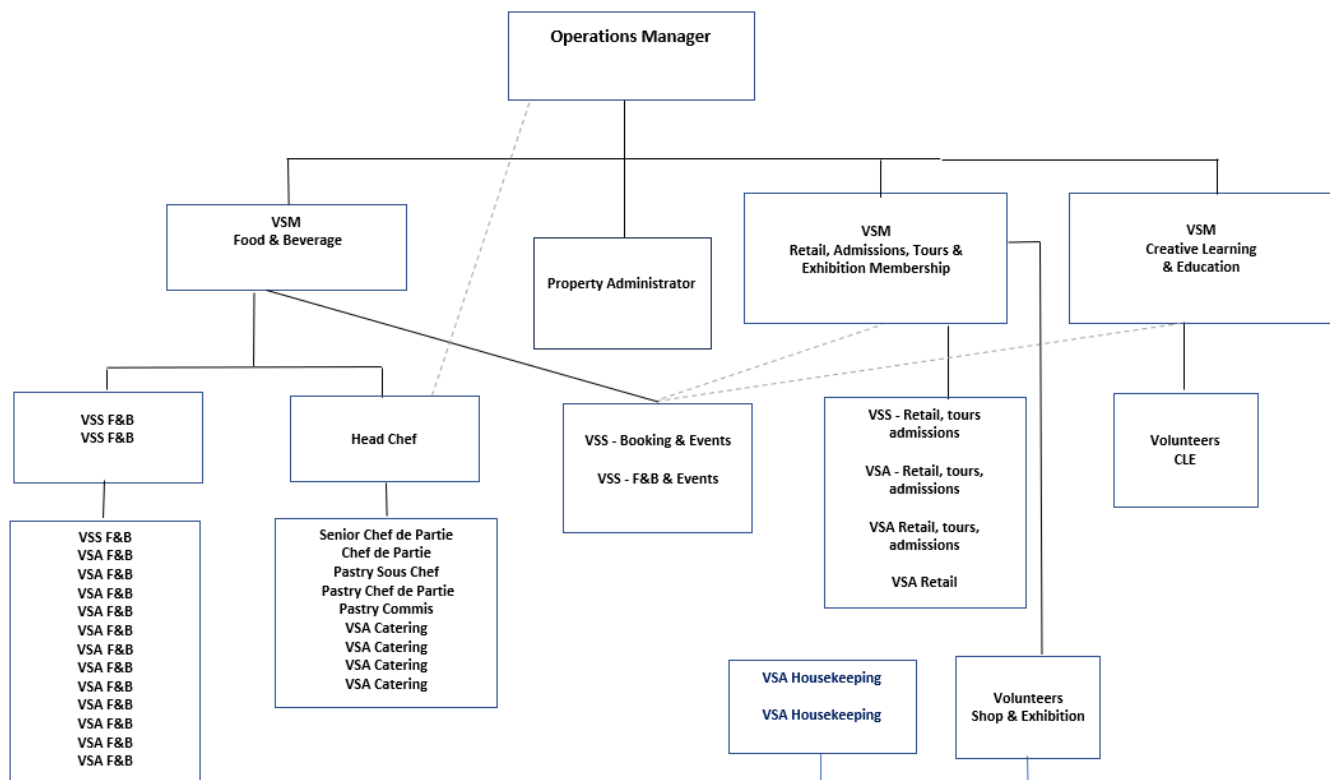 Operations Manager
VSM
Food & Beverage
Property Administrator
VSM
Retail, Admissions, Tours &
Exhibition Membership
VSM
Creative Learning
& Education
VSS F&B
VSS F&B
Head Chef
VSS - Booking & Events
VSS - F&B & Events
VSS - Retail, tours
admissions
VSA - Retail, tours,
admissions
VSA Retail, tours,
admissions
VSA Retail
Volunteers
CLE
VSS F&B
VSA F&B
VSA F&B
VSA F&B
VSA F&B
VSA F&B
VSA F&B
VSA F&B
VSA F&B
VSA F&B
VSA F&B
VSA F&B
VSA F&B
Senior Chef de Partie
Chef de Partie
Pastry Sous Chef
Pastry Chef de Partie
Pastry Commis
VSA Catering
VSA Catering
VSA Catering
VSA Catering
VSA Housekeeping
VSA Housekeeping
Volunteers
Shop & Exhibition